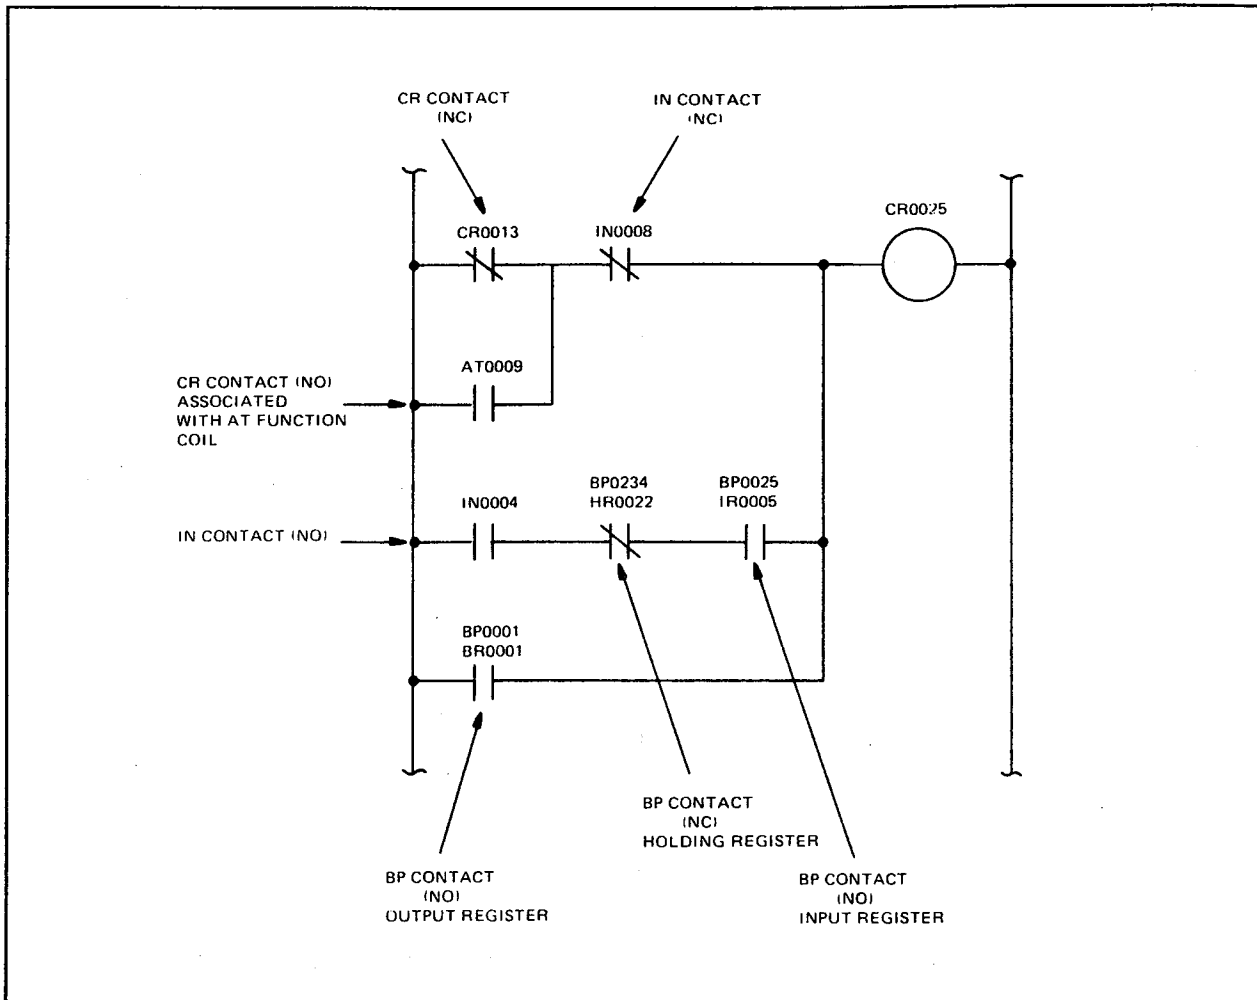 CR CONTACT
(NC)
IN CONTACT
(NC)
CR0025
CR0013
IN0008
AT0009
CR CONTACT (NO)
ASSOCIATED
WITH AT FUNCTION
COIL
IN0004
BP0234
HR0022
BP0025
IR0005
IN CONTACT (NO)
BP0001
BR0001
BP CONTACT
(NC)
HOLDING REGISTER
BP CONTACT
(NO)
OUTPUT REGISTER
BP CONTACT
(NO)
INPUT REGISTER